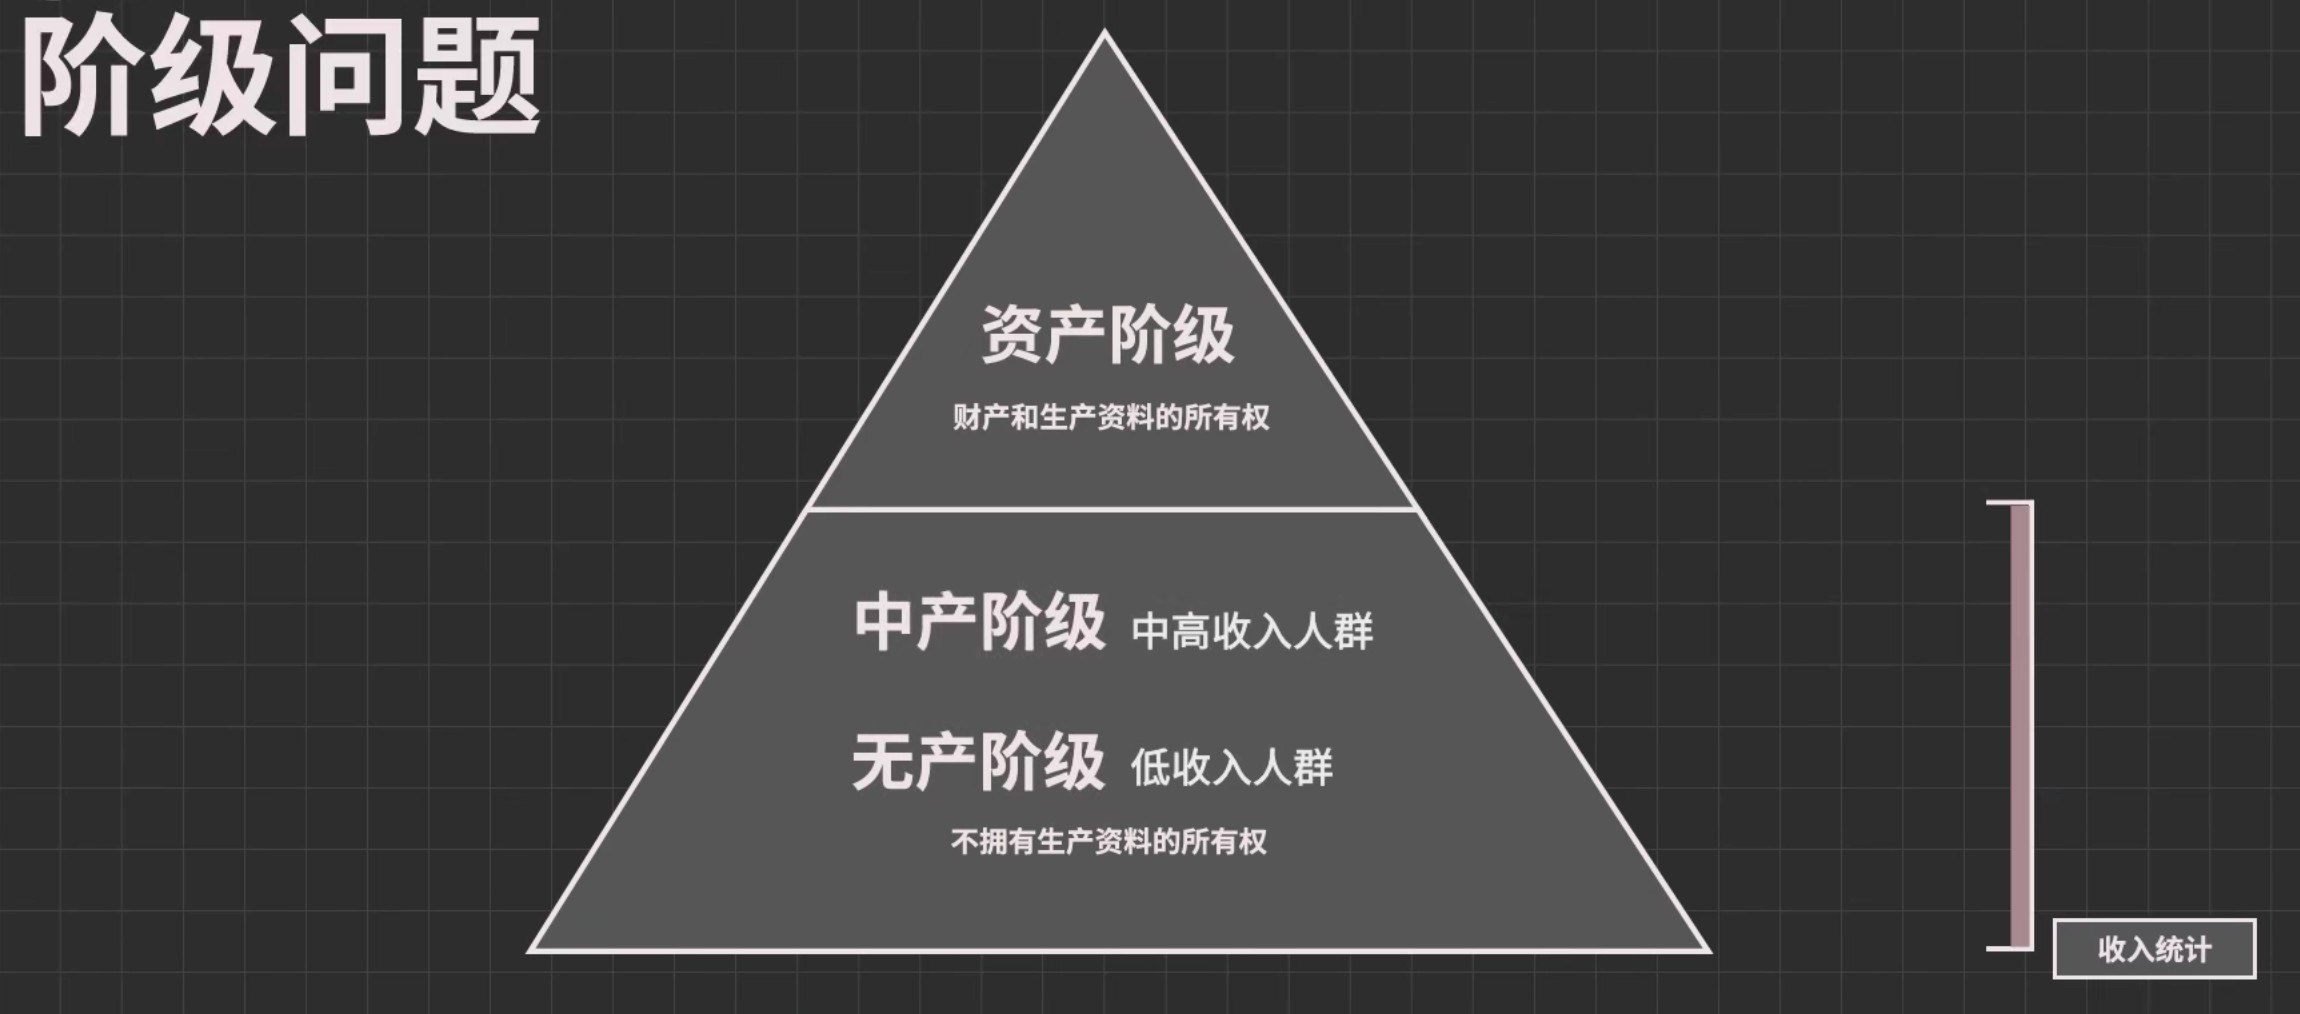 阶级问题
资产阶级
财产和生产资料的所有权
中产阶级 中高收入人群
无产阶级 低收入人群
不拥有生产资料的所有权
收入统计